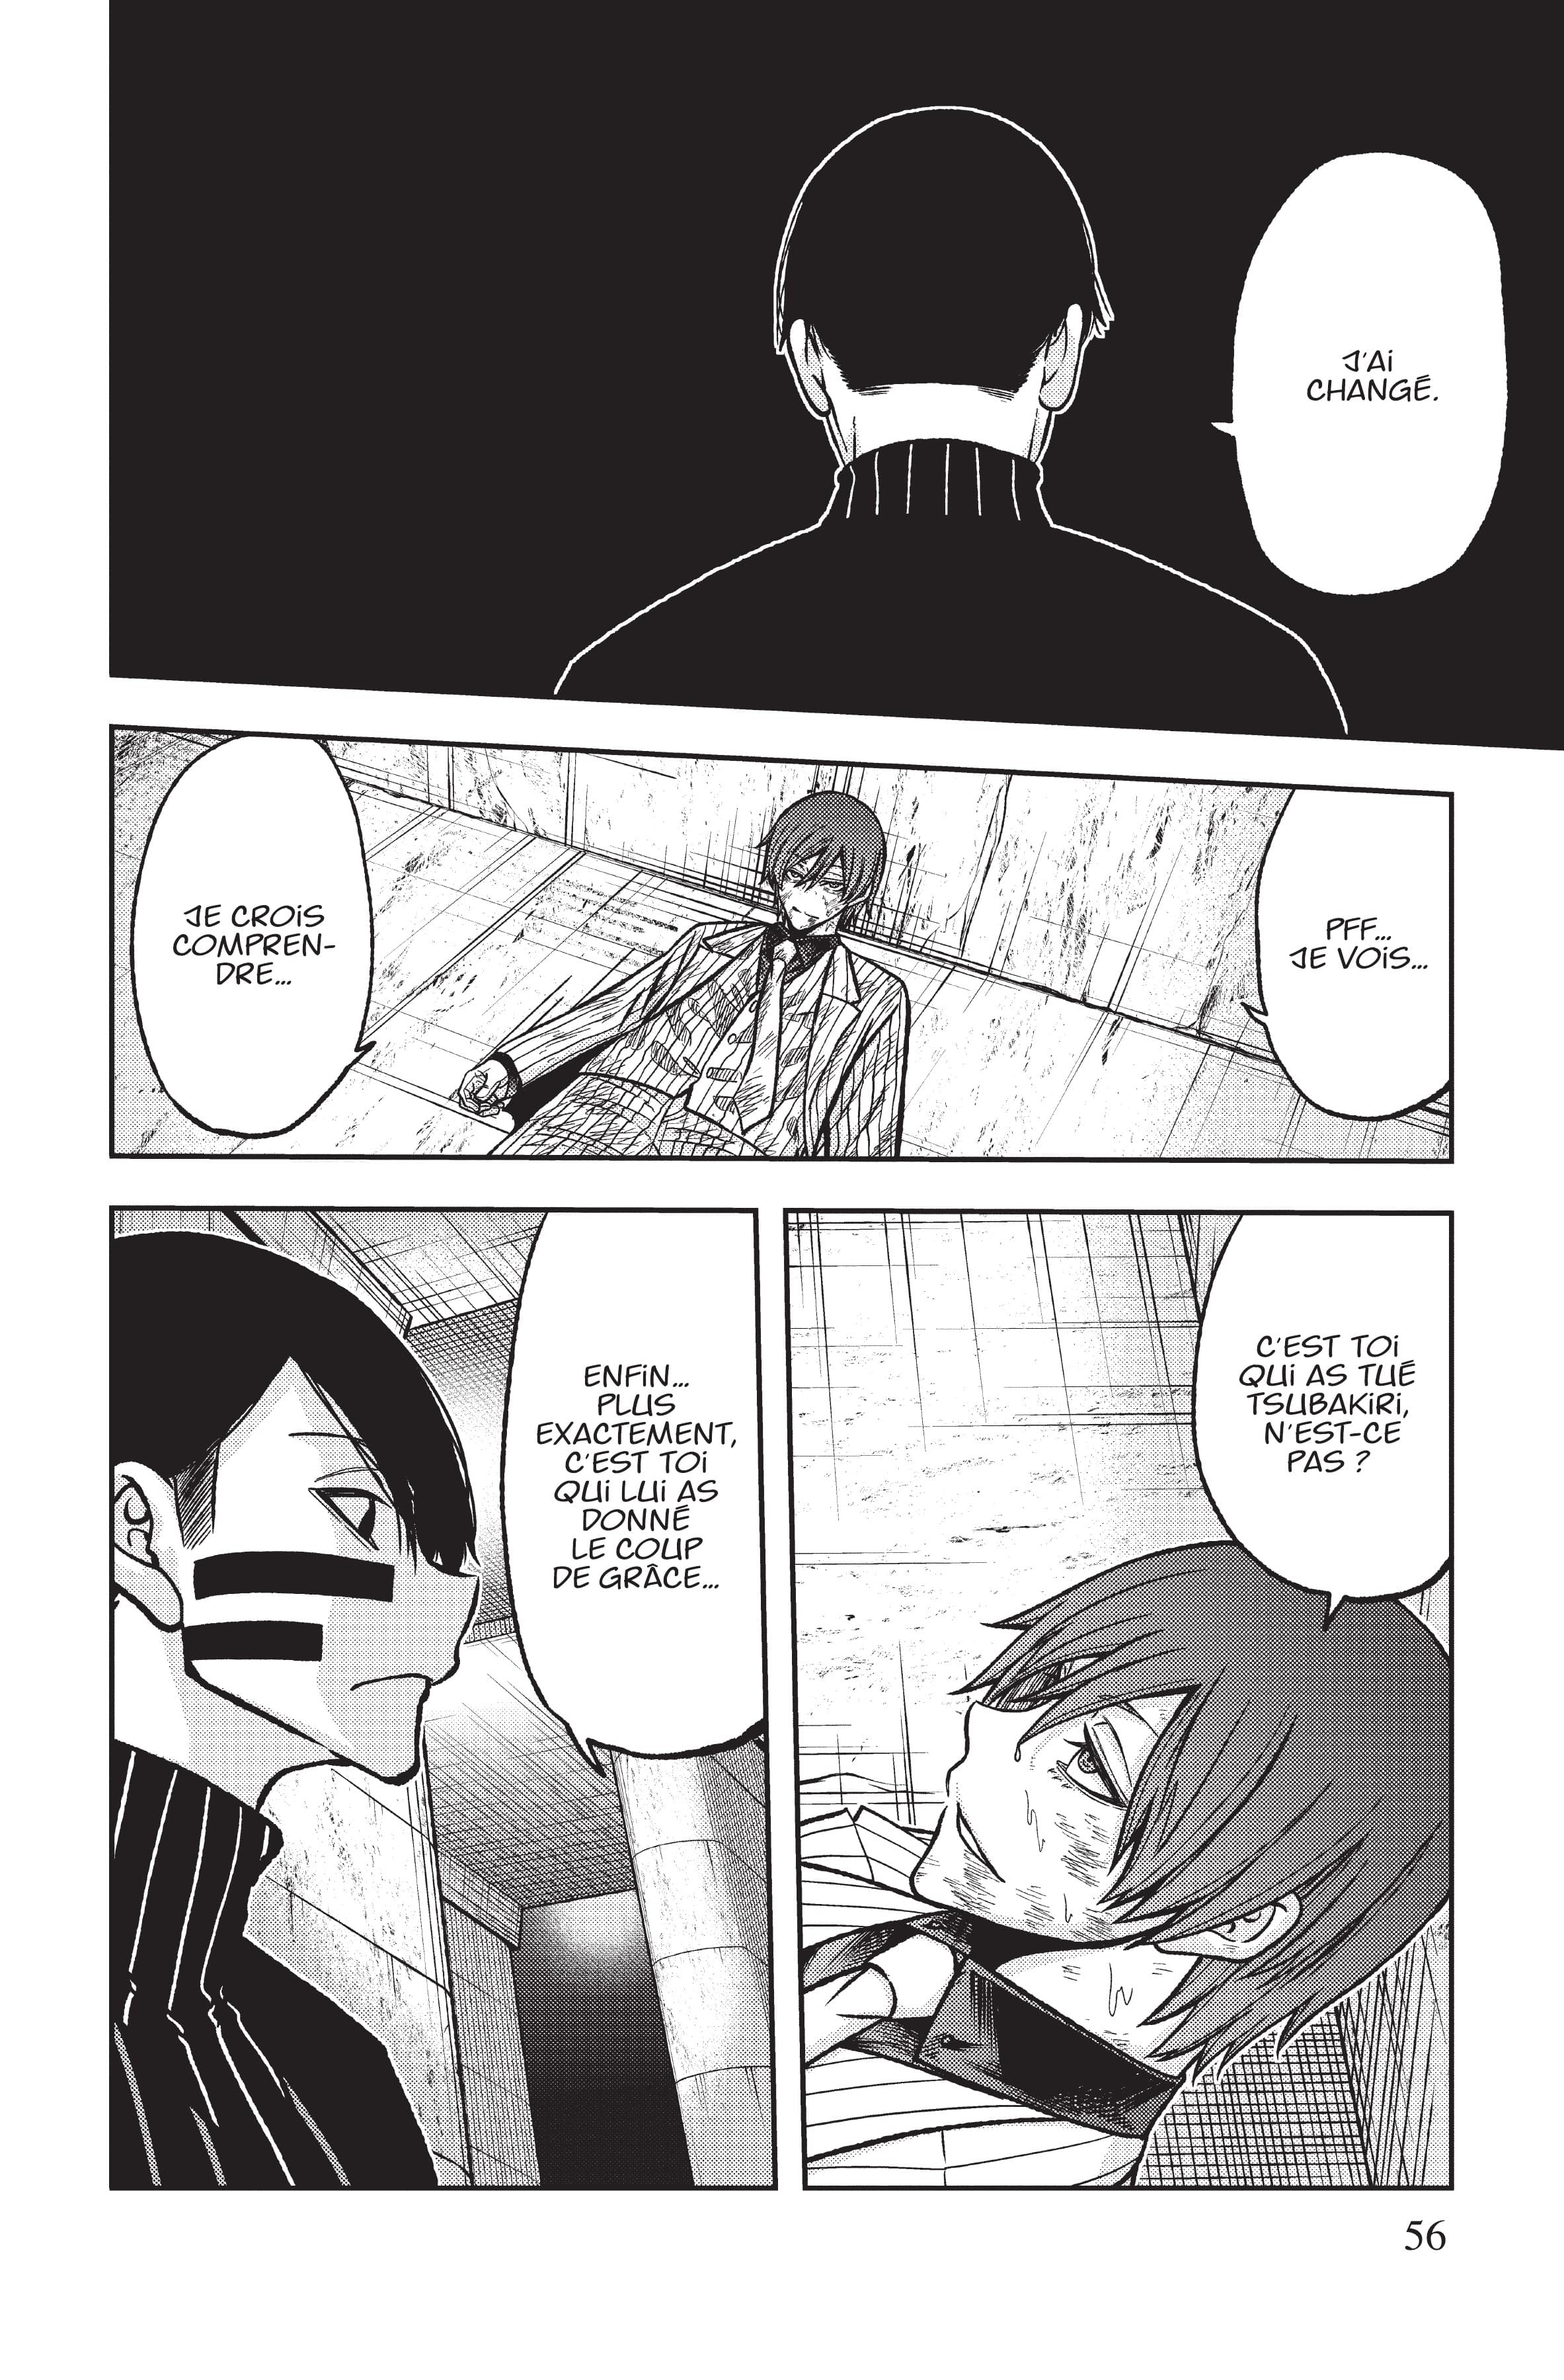 J'AI
CHANGÉ.
PFF...
JE VOIS...
JE CROIS
COMPREN-
DRE...
C'EST TOI
QUI AS TUÉ
TSUBAKIRI,
N'EST-CE
PAS ?
ENFIN...
PLUS
EXACTEMENT,
C'EST TOI
QUI LUI AS
DONNÉ
LE COUP
DE GRÂCE...
56